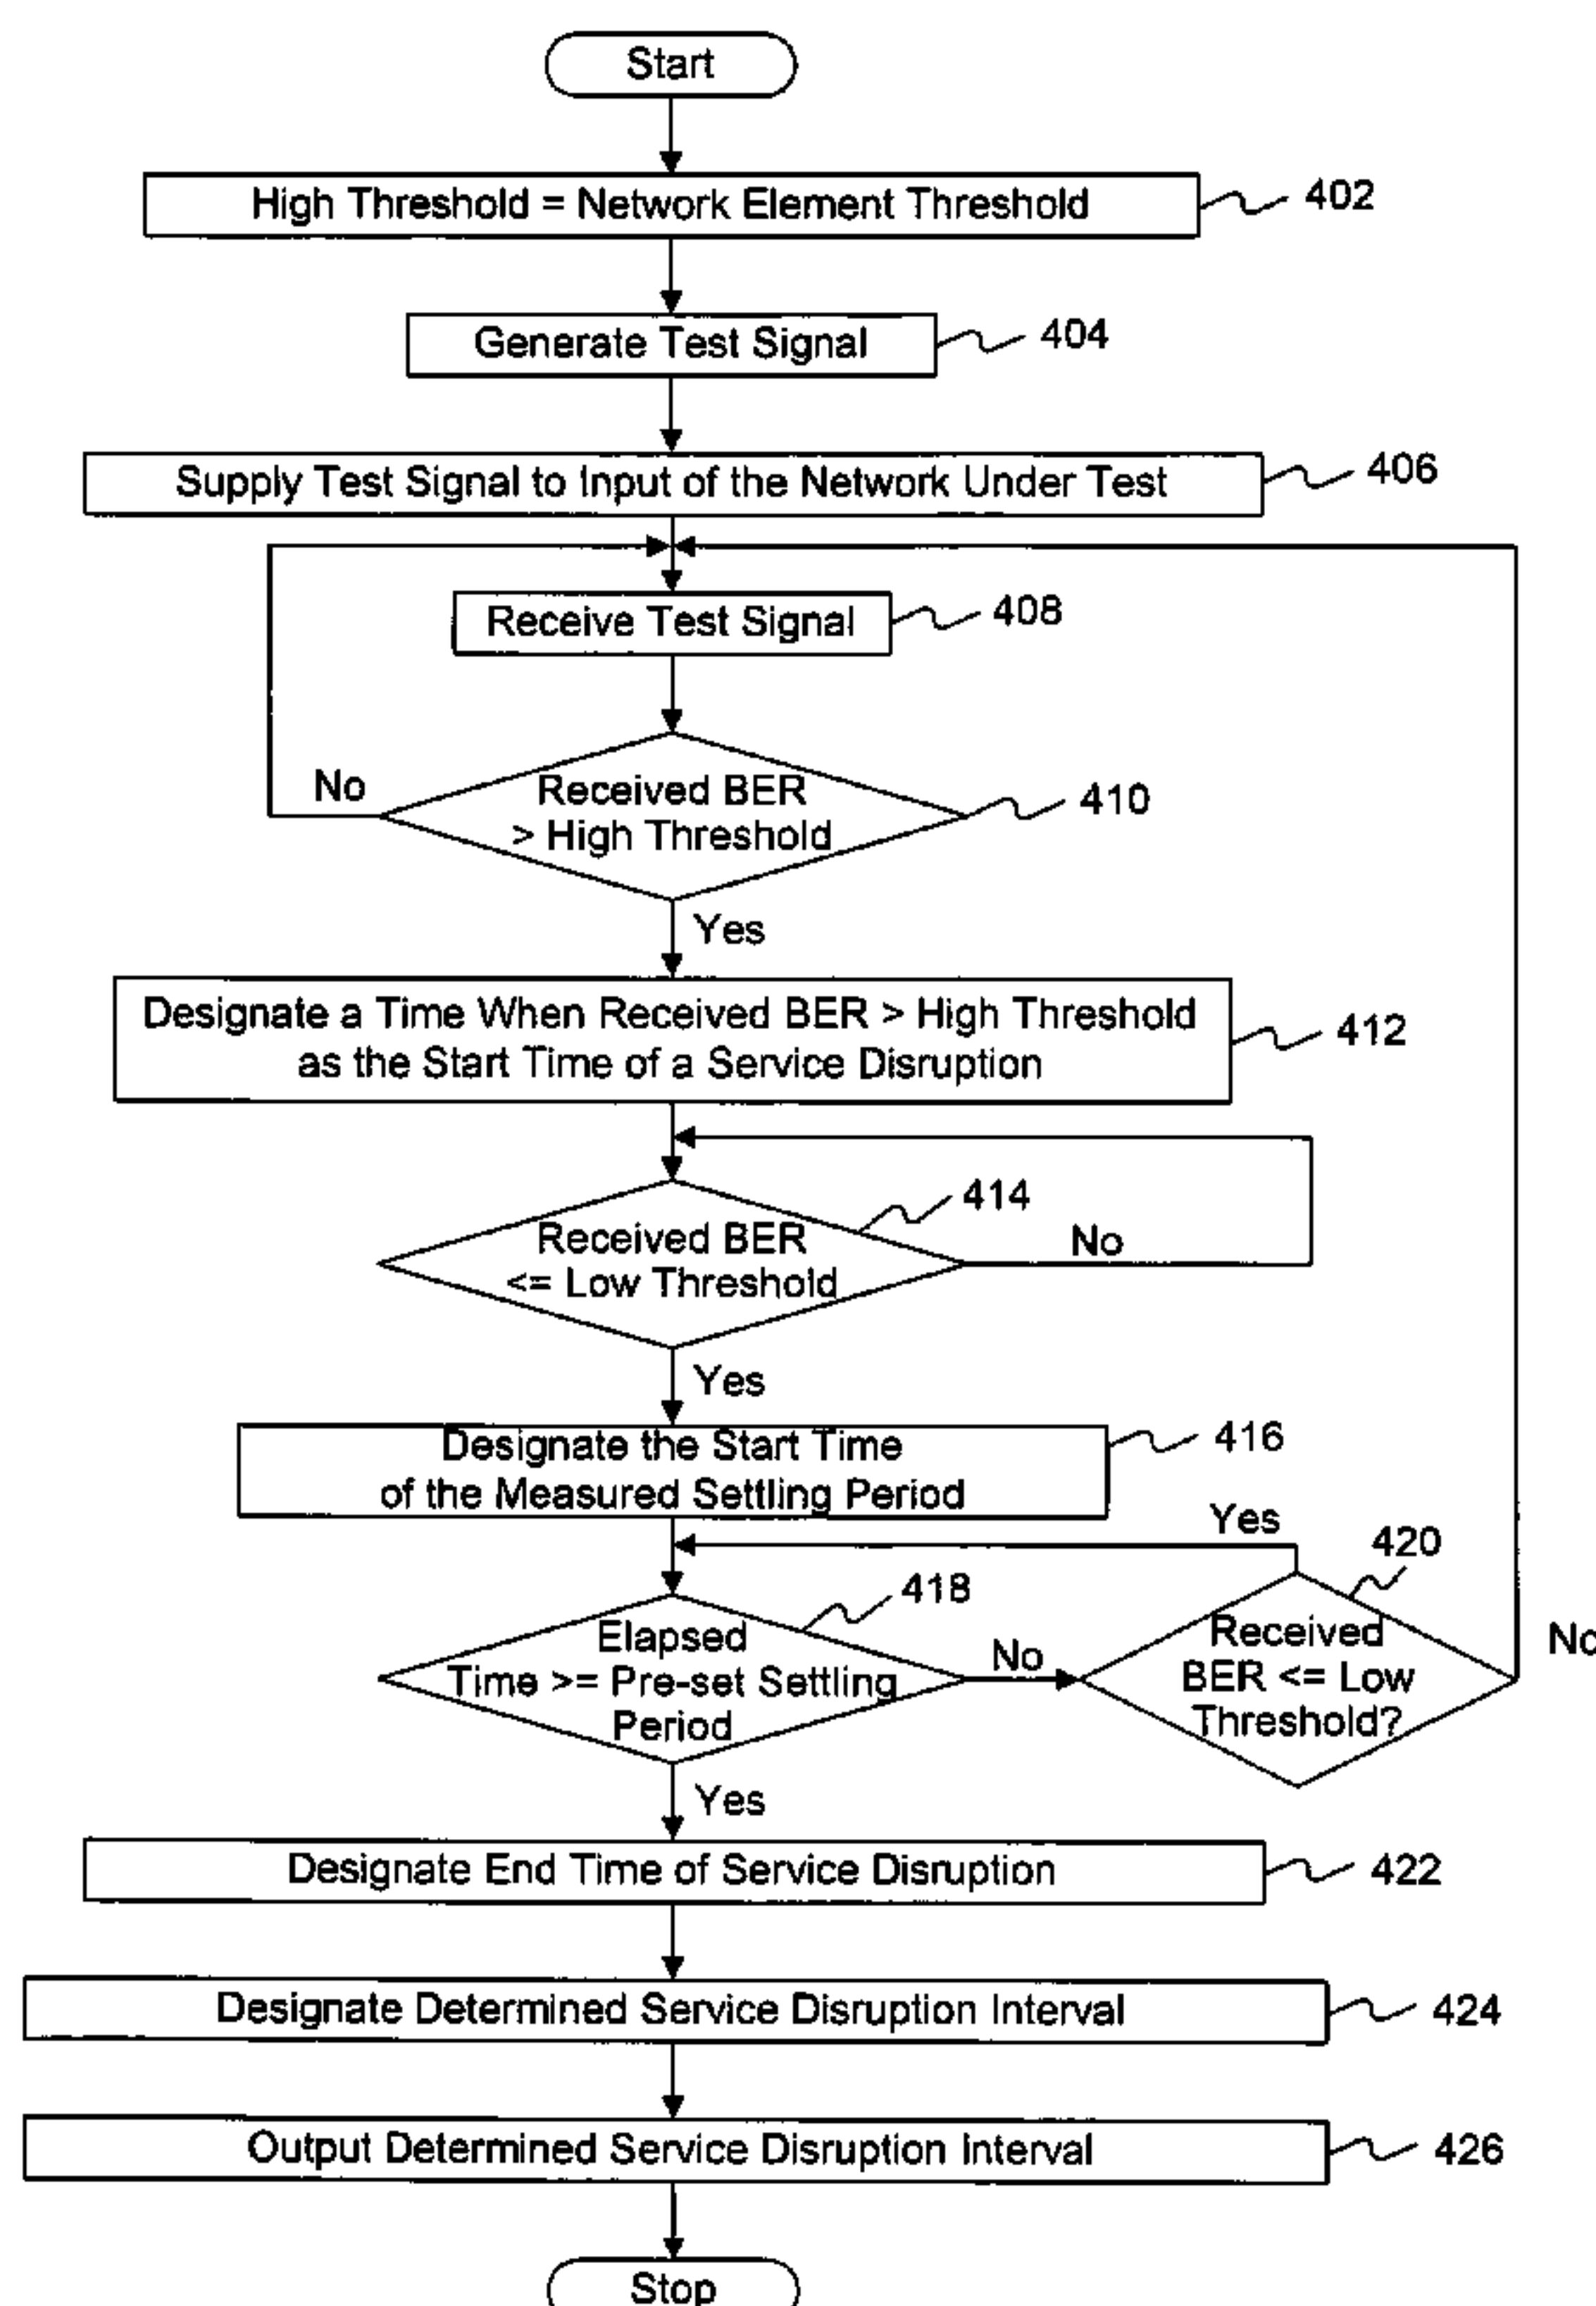 Start
High Threshold = Network Element Threshold
402
Generate Test Signal
404
Supply Test Signal to Input of the Network Under Test
406
Receive Test Signal
408
No
Received BER
> High Threshold
410
Yes
Designate a Time When Received BER > High Threshold
as the Start Time of a Service Disruption
412
414
Received BER
<= Low Threshold
No
Yes
Designate the Start Time
of the Measured Settling Period
416
Yes
420
418
Elapsed
Time >= Pre-set Settling
Period
No
Received
BER <= Low
Threshold?
No
Yes
Designate End Time of Service Disruption
422
Designate Determined Service Disruption Interval
424
Output Determined Service Disruption Interval
426
Stop